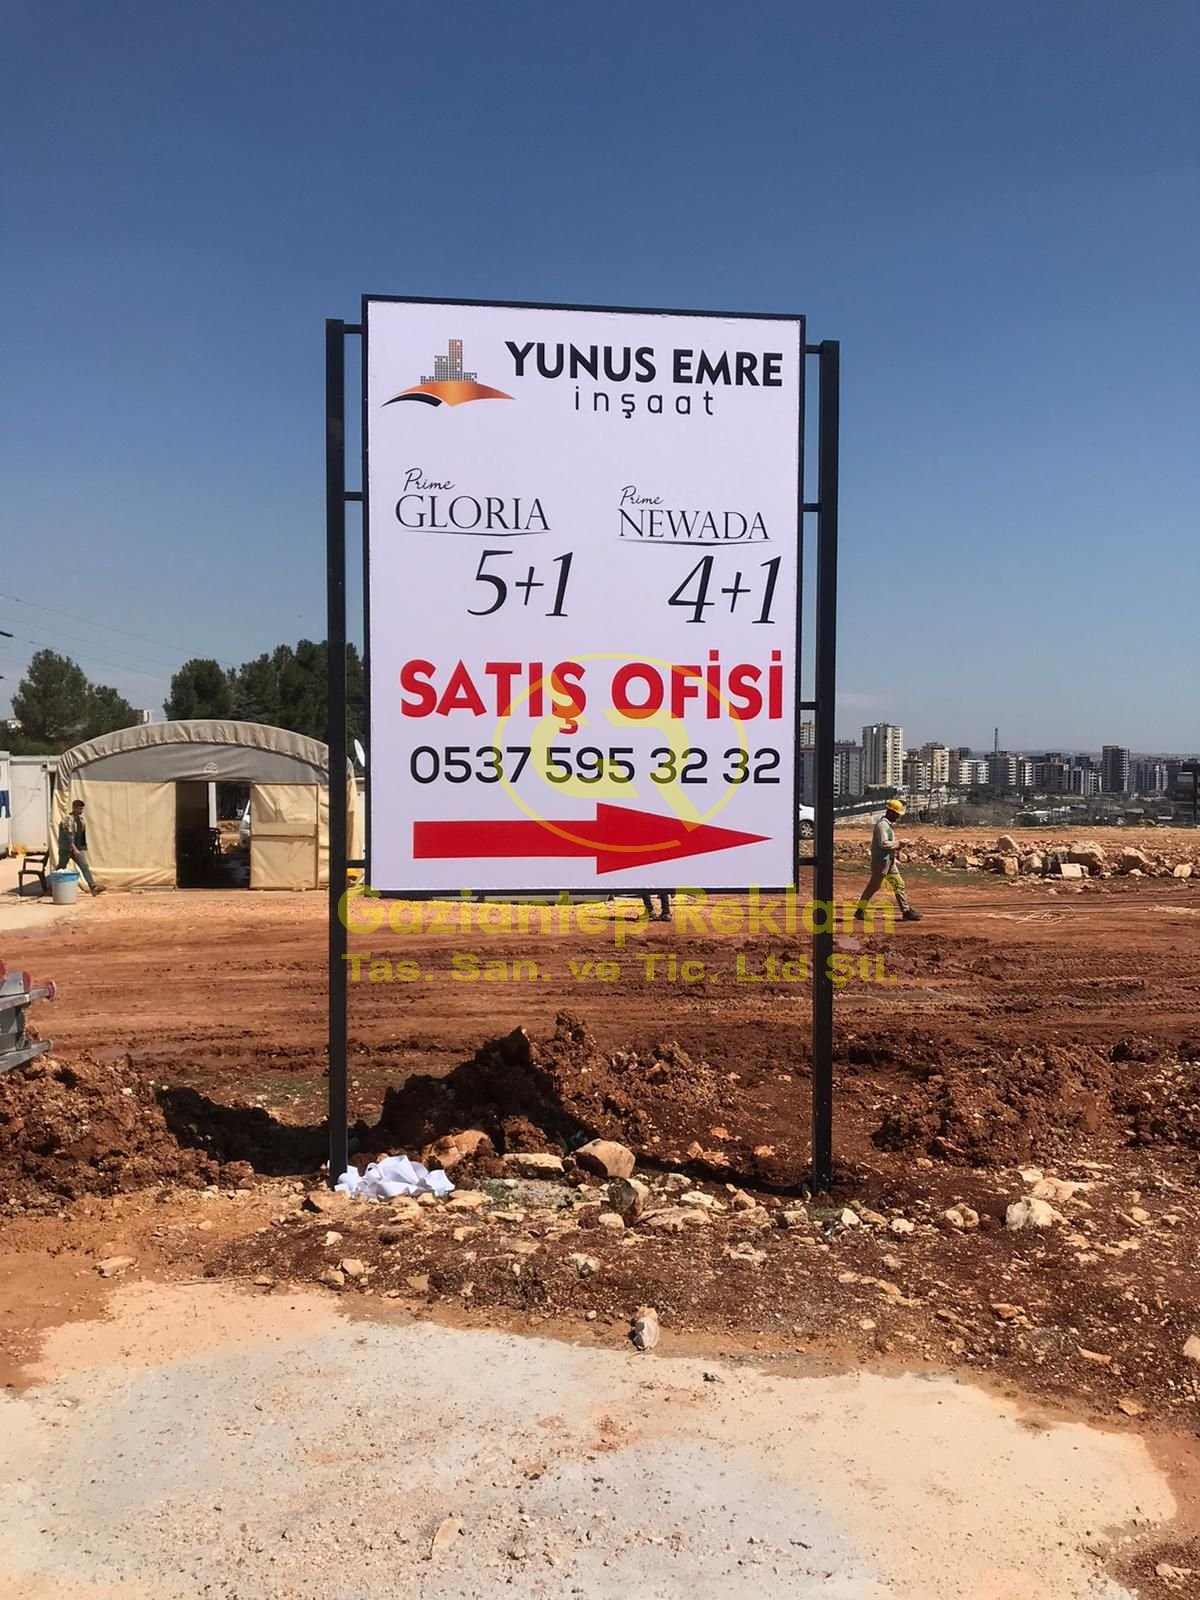 YUNUS EMRE
inşaat
Prime
GLORIA
5+1
Prime
NEWADA
4+1
SATIŞ OFİSİ
0537 595 32 32
Gaziantep Reklam
Tas. San. ve Tic. Ltd Şti.